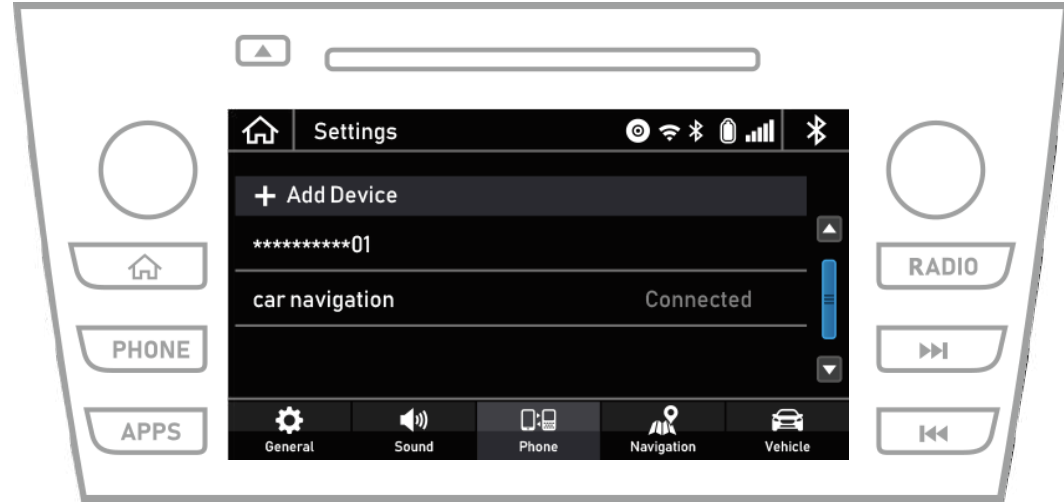 Settings
+ Add Device
**********01
car navigation Connected
General Sound Phone Navigation Vehicle
RADIO
PHONE
APPS